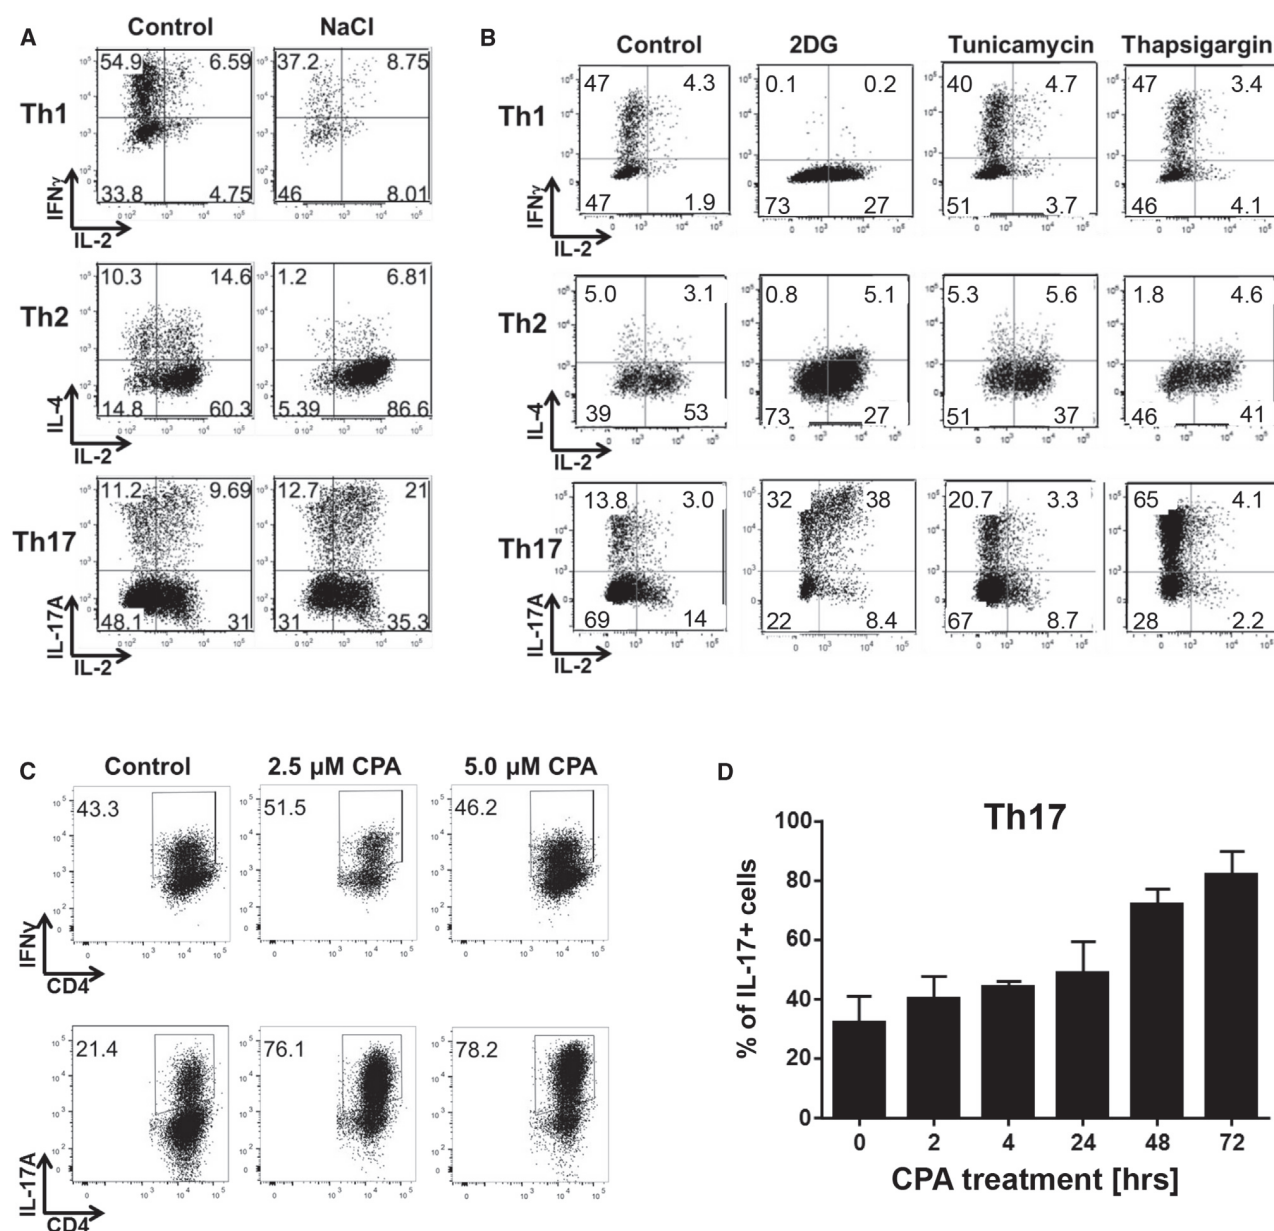 A
Control NaCl
Th1
54.9 6.59
33.8 4.75
37.2 8.75
46 8.01
IFNγ
IL-2
Th2
10.3 14.6
14.8 60.3
1.2 6.81
5.39 86.6
IL-4
IL-2
Th17
11.2 9.69
48.1 31
12.7 21
31 35.3
IL-17A
IL-2
B
Control 2DG Tunicamycin Thapsigargin
Th1
47 4.3
47 1.9
0.1 0.2
73 27
40 4.7
51 3.7
47 3.4
46 4.1
IFNγ
IL-2
Th2
5.0 3.1
39 53
0.8 5.1
73 27
5.3 5.6
51 37
1.8 4.6
46 41
IL-4
IL-2
Th17
13.8 3.0
69 14
32 38
22 8.4
20.7 3.3
67 8.7
65 4.1
28 2.2
IL-17A
IL-2
C
Control 2.5 µM CPA 5.0 µM CPA
43.3 51.5 46.2
IFNγ
CD4
21.4 76.1 78.2
IL-17A
CD4
D
Th17
% of IL-17+ cells
100
80
60
40
20
0
0 2 4 24 48 72
CPA treatment [hrs]